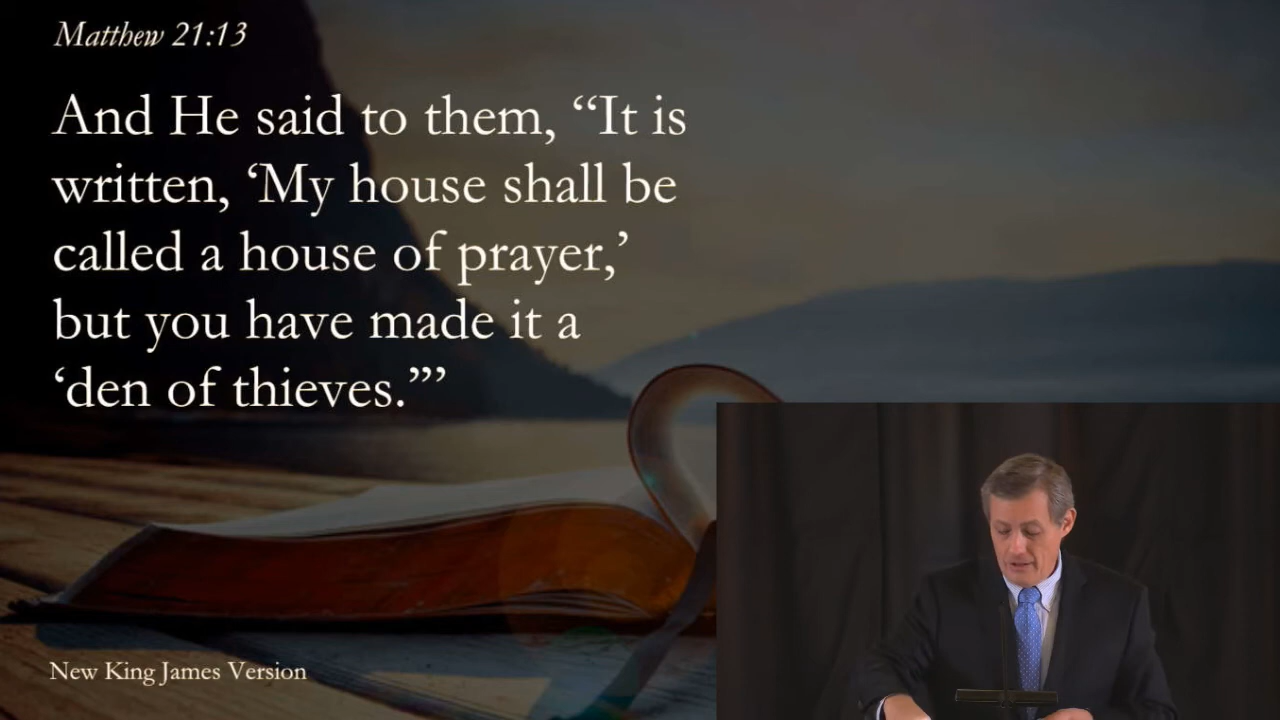 Matthew 21:13
And He said to them, “It is
written, ‘My house shall be
called a house of prayer,’
but you have made it a
‘den of thieves.”’
New King James Version